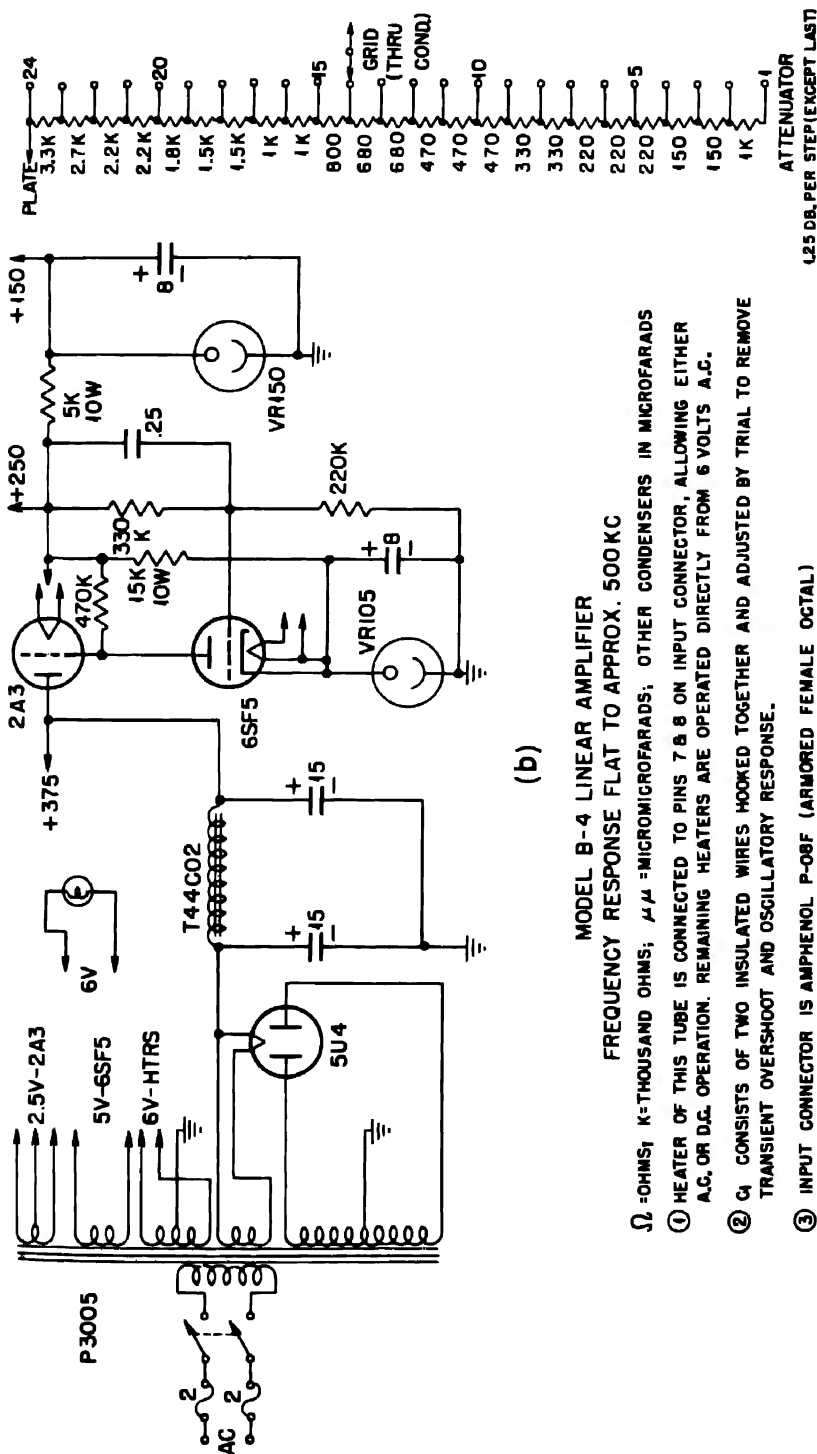 P3005
AC
2
2
2.5V-2A3
5V-6SF5
6V-HTRS
6V
5U4
T44C02
+ 15 −
+ 15 −
+375
2A3
470K
15K
10W
330
K
A+250
6SF5
VR105
+ 8 −
220K
.25
5K
10W
+150
VR150
+ 8 −
(b)
PLATE
24
3.3K
2.7K
2.2K
2.2K
20
1.8K
1.5K
1.5K
1K
1K
15
800
GRID
(THRU
COND.)
680
680
470
470
10
470
330
330
220
220
5
220
150
150
1K
1
ATTENUATOR
1.25 DB. PER STEP (EXCEPT LAST)
MODEL B-4 LINEAR AMPLIFIER
FREQUENCY RESPONSE FLAT TO APPROX. 500KC
Ω =OHMS; K=THOUSAND OHMS; μμ =MICROMICROFARADS; OTHER CONDENSERS IN MICROFARADS
① HEATER OF THIS TUBE IS CONNECTED TO PINS 7 & 8 ON INPUT CONNECTOR, ALLOWING EITHER
A.C. OR D.C. OPERATION. REMAINING HEATERS ARE OPERATED DIRECTLY FROM 6 VOLTS A.C.
② C₁ CONSISTS OF TWO INSULATED WIRES HOOKED TOGETHER AND ADJUSTED BY TRIAL TO REMOVE
TRANSIENT OVERSHOOT AND OSCILLATORY RESPONSE.
③ INPUT CONNECTOR IS AMPHENOL P-08F (ARMORED FEMALE OCTAL)